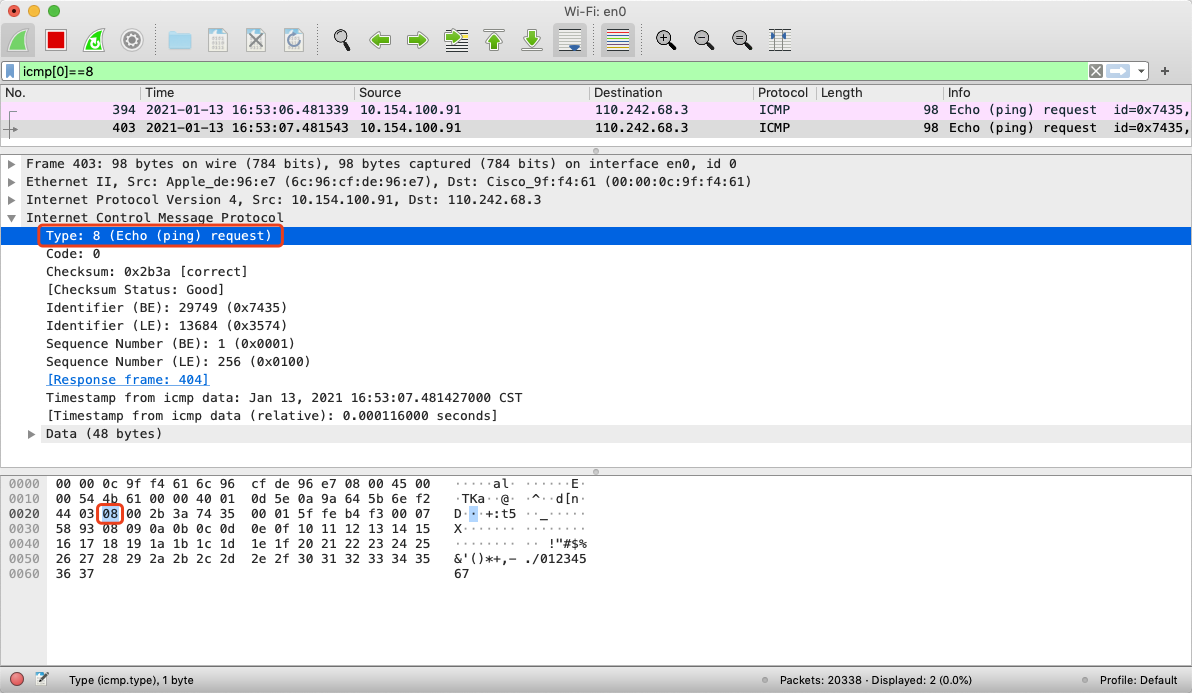 Wi-Fi: en0
icmp[0]==8
No. Time Source Destination Protocol Length Info
394 2021-01-13 16:53:06.481339 10.154.100.91 110.242.68.3 ICMP 98 Echo (ping) request id=0x7435,
403 2021-01-13 16:53:07.481543 10.154.100.91 110.242.68.3 ICMP 98 Echo (ping) request id=0x7435,
Frame 403: 98 bytes on wire (784 bits), 98 bytes captured (784 bits) on interface en0, id 0
Ethernet II, Src: Apple_de:96:e7 (6c:96:cf:de:96:e7), Dst: Cisco_9f:f4:61 (00:00:0c:9f:f4:61)
Internet Protocol Version 4, Src: 10.154.100.91, Dst: 110.242.68.3
Internet Control Message Protocol
Type: 8 (Echo (ping) request)
Code: 0
Checksum: 0x2b3a [correct]
[Checksum Status: Good]
Identifier (BE): 29749 (0x7435)
Identifier (LE): 13684 (0x3574)
Sequence Number (BE): 1 (0x0001)
Sequence Number (LE): 256 (0x0100)
[Response frame: 404]
Timestamp from icmp data: Jan 13, 2021 16:53:07.481427000 CST
[Timestamp from icmp data (relative): 0.000116000 seconds]
Data (48 bytes)
0000 00 00 0c 9f f4 61 6c 96 cf de 96 e7 08 00 45 00 ·····al· ······E·
0010 00 54 4b 61 00 00 40 01 0d 5e 0a 9a 64 5b 6e f2 ·TKa··@· ·^··d[n·
0020 44 03 08 00 2b 3a 74 35 00 01 5f fe b4 f3 00 07 D···+:t5 ··_·····
0030 58 93 08 09 0a 0b 0c 0d 0e 0f 10 11 12 13 14 15 X······· ········
0040 16 17 18 19 1a 1b 1c 1d 1e 1f 20 21 22 23 24 25 ········ ·· !"#$%
0050 26 27 28 29 2a 2b 2c 2d 2e 2f 30 31 32 33 34 35 &'()*+,- ./012345
0060 36 37 67
Type (icmp.type), 1 byte Packets: 20338 · Displayed: 2 (0.0%) Profile: Default